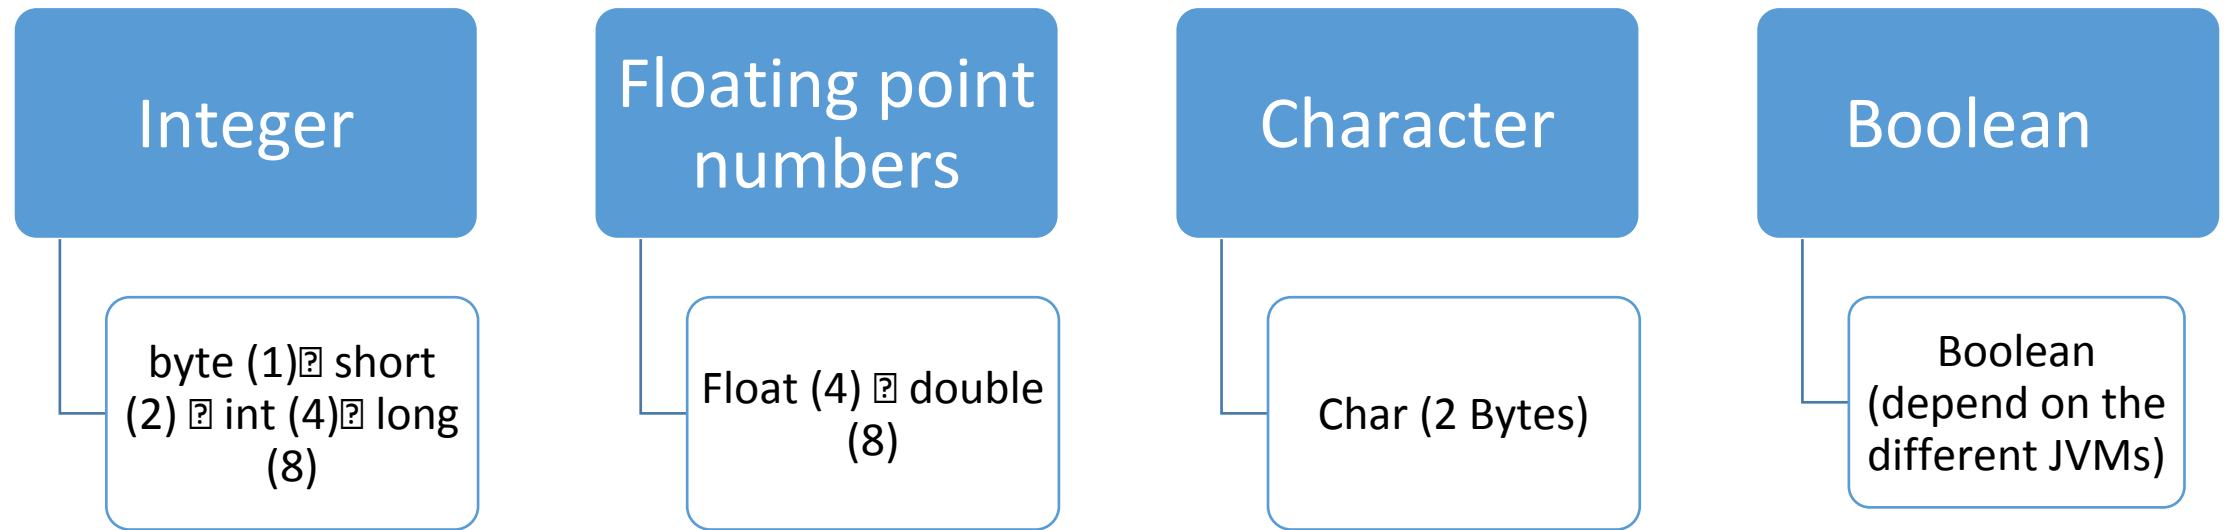 Integer
byte (1)⍰ short
(2) ⍰ int (4)⍰ long
(8)
Floating point
numbers
Float (4) ⍰ double
(8)
Character
Char (2 Bytes)
Boolean
Boolean
(depend on the
different JVMs)